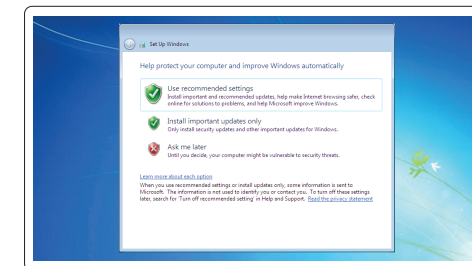 Set Up Windows
Help protect your computer and improve Windows automatically
Use recommended settings
Install important and recommended updates, help make Internet browsing safer, check
online for solutions to problems, and help Microsoft improve Windows.
Install important updates only
Only install security updates and other important updates for Windows.
Ask me later
Until you decide, your computer might be vulnerable to security threats.
Learn more about each option
When you use recommended settings or install updates only, some information is sent to
Microsoft. The information is not used to identify you or contact you. To turn off these settings
later, search for 'Turn off recommended setting' in Help and Support. Read the privacy statement